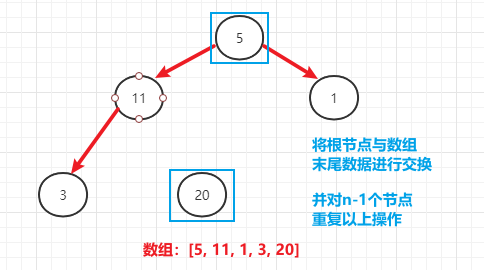 5
11
1
3
20
将根节点与数组
末尾数据进行交换
并对n-1个节点
重复以上操作
数组：[5, 11, 1, 3, 20]